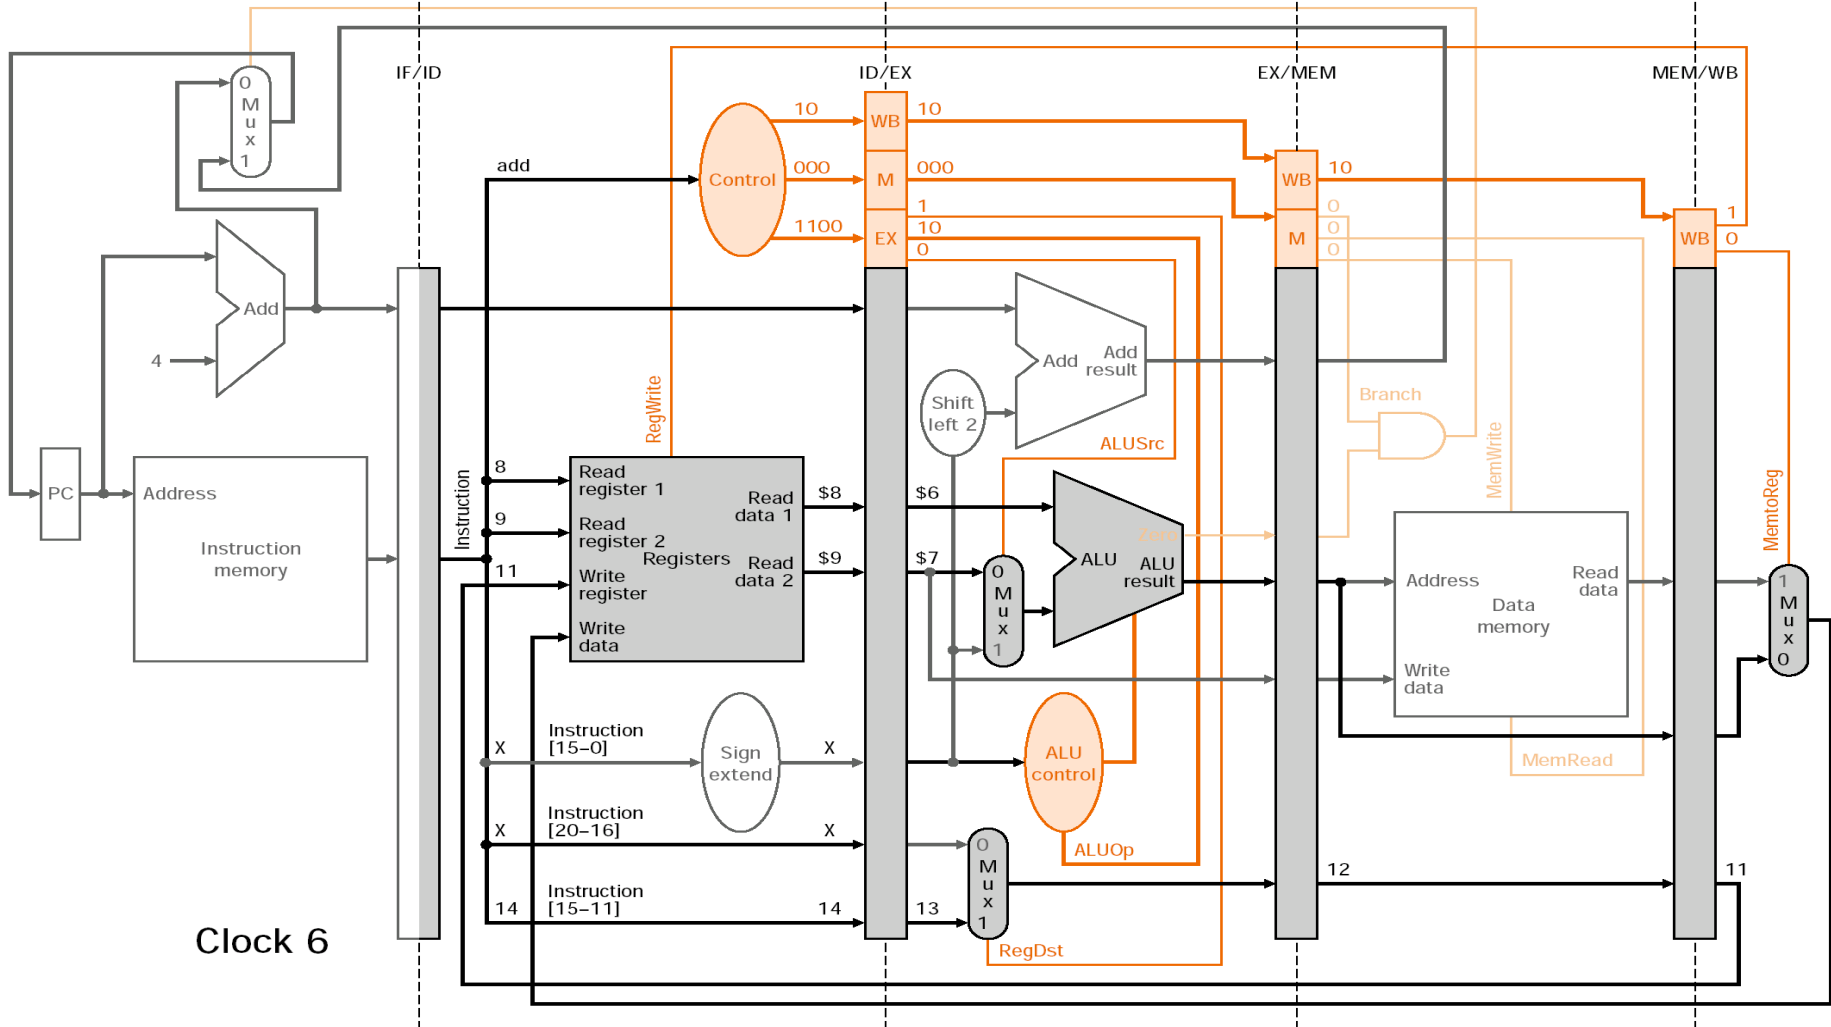 IF/ID
ID/EX
EX/MEM
MEM/WB
0
M
u
x
1
add
Control
10
000
1100
WB
M
EX
10
000
1
10
0
WB
M
10
0
0
0
WB
1
0
Add
4
RegWrite
Shift
left 2
Add
Add
result
ALUSrc
Branch
MemWrite
MemtoReg
PC
Address
Instruction
memory
Instruction
8
9
11
Read
register 1
Read
register 2
Write
register
Write
data
Registers
Read
data 1
Read
data 2
$8
$9
$6
$7
0
M
u
x
1
Zero
ALU
ALU
result
Address
Write
data
Data
memory
Read
data
1
M
u
x
0
X
Instruction
[15–0]
Sign
extend
X
ALU
control
MemRead
X
Instruction
[20–16]
X
0
M
u
x
1
ALUOp
12
11
14
Instruction
[15–11]
14
13
RegDst
Clock 6